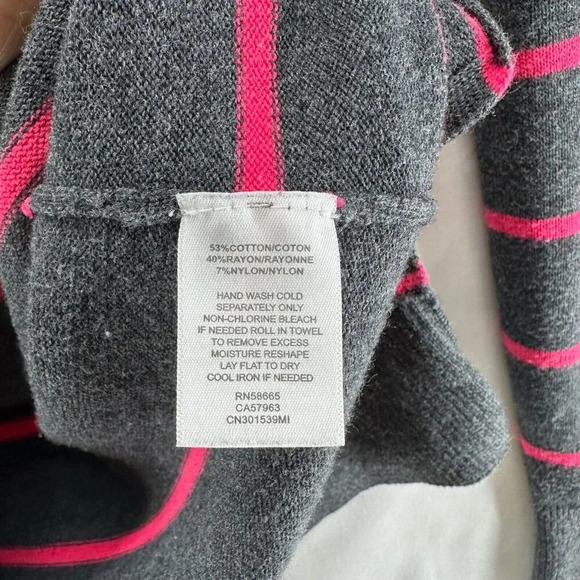 53%COTTON/COTON
40%RAYON/RAYONNE
7%NYLON/NYLON
HAND WASH COLD
SEPARATELY ONLY
NON-CHLORINE BLEACH
IF NEEDED ROLL IN TOWEL
TO REMOVE EXCESS
MOISTURE RESHAPE
LAY FLAT TO DRY
COOL IRON IF NEEDED
RN58665
CA57963
CN301539MI